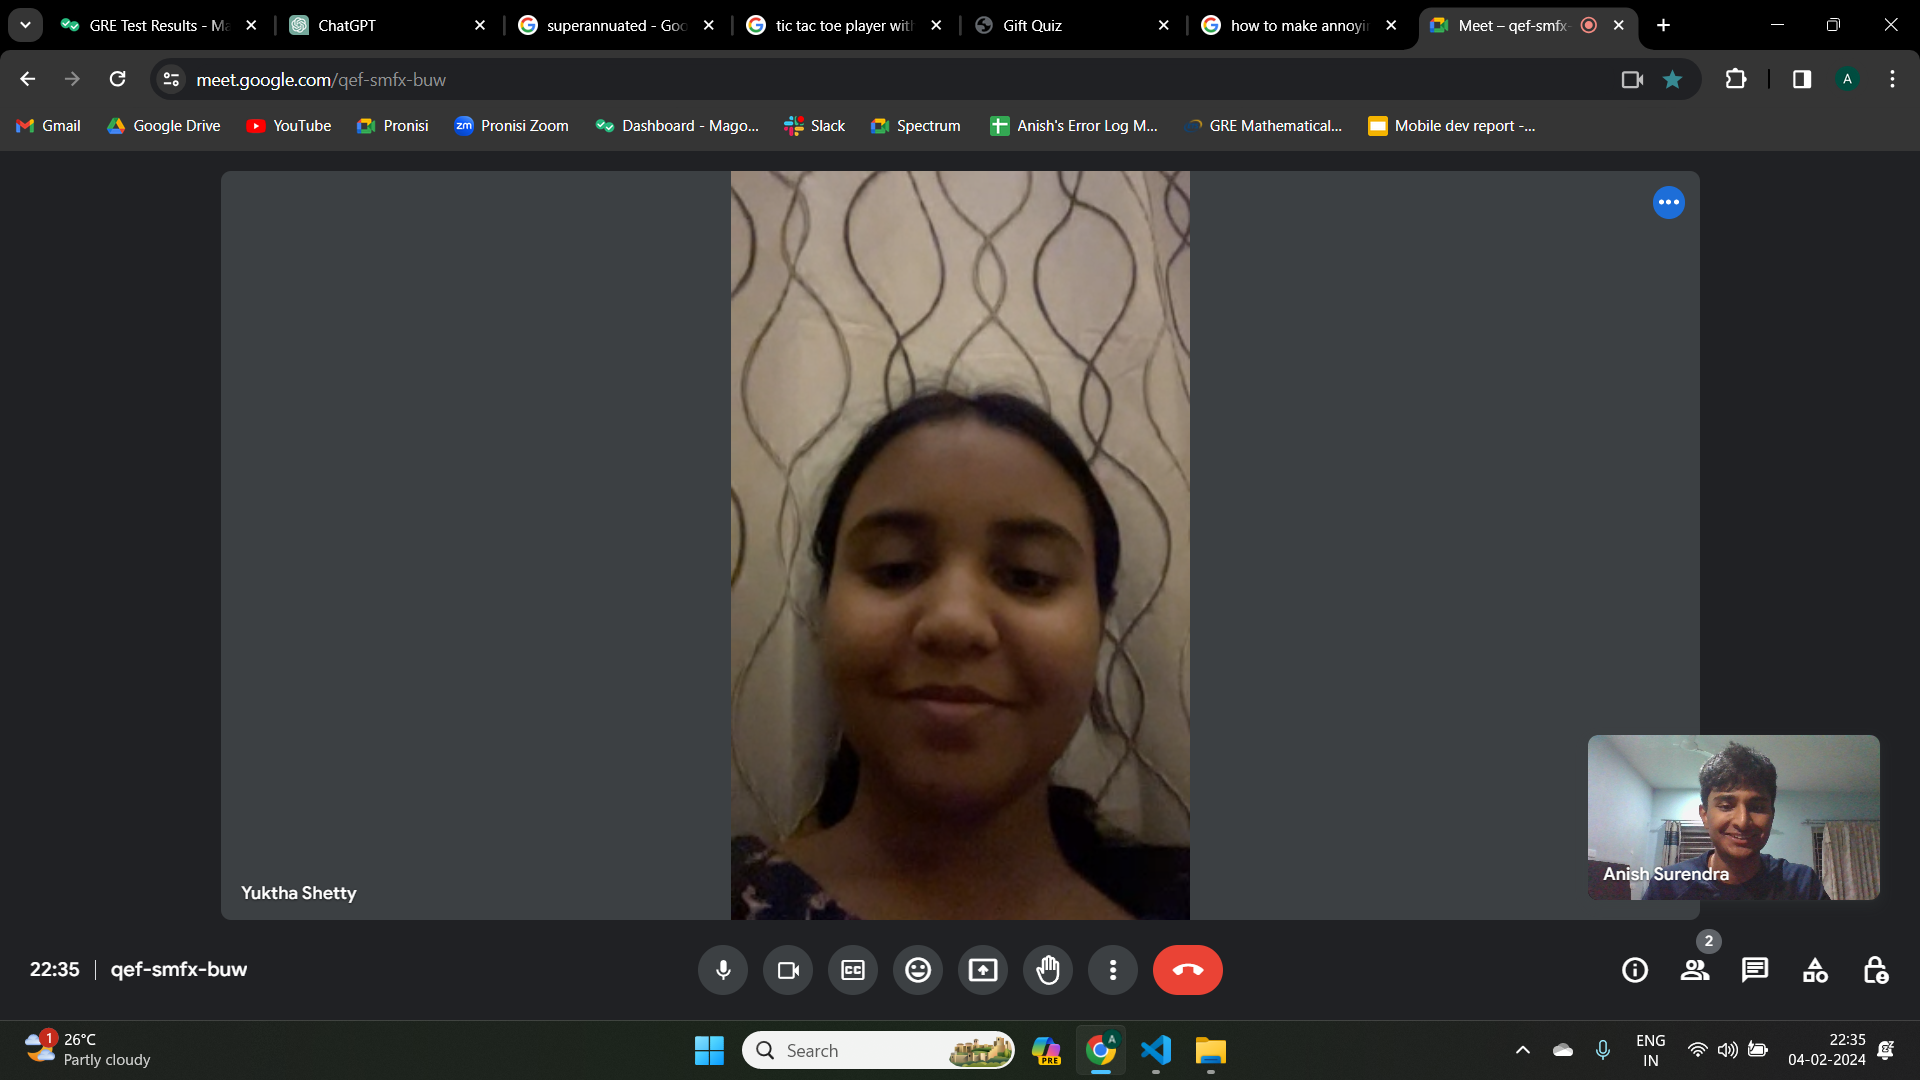 GRE Test Results - Ma
ChatGPT
superannuated - Goo
tic tac toe player with
Gift Quiz
how to make annoyi
Meet – qef-smfx-
meet.google.com/qef-smfx-buw
A
Gmail
Google Drive
YouTube
Pronisi
zm Pronisi Zoom
Dashboard - Mago...
Slack
Spectrum
Anish's Error Log M...
GRE Mathematical...
Mobile dev report -...
Yuktha Shetty
Anish Surendra
22:35 | qef-smfx-buw
CC
2
1
26°C
Partly cloudy
Search
PRE
A
ENG
IN
22:35
04-02-2024